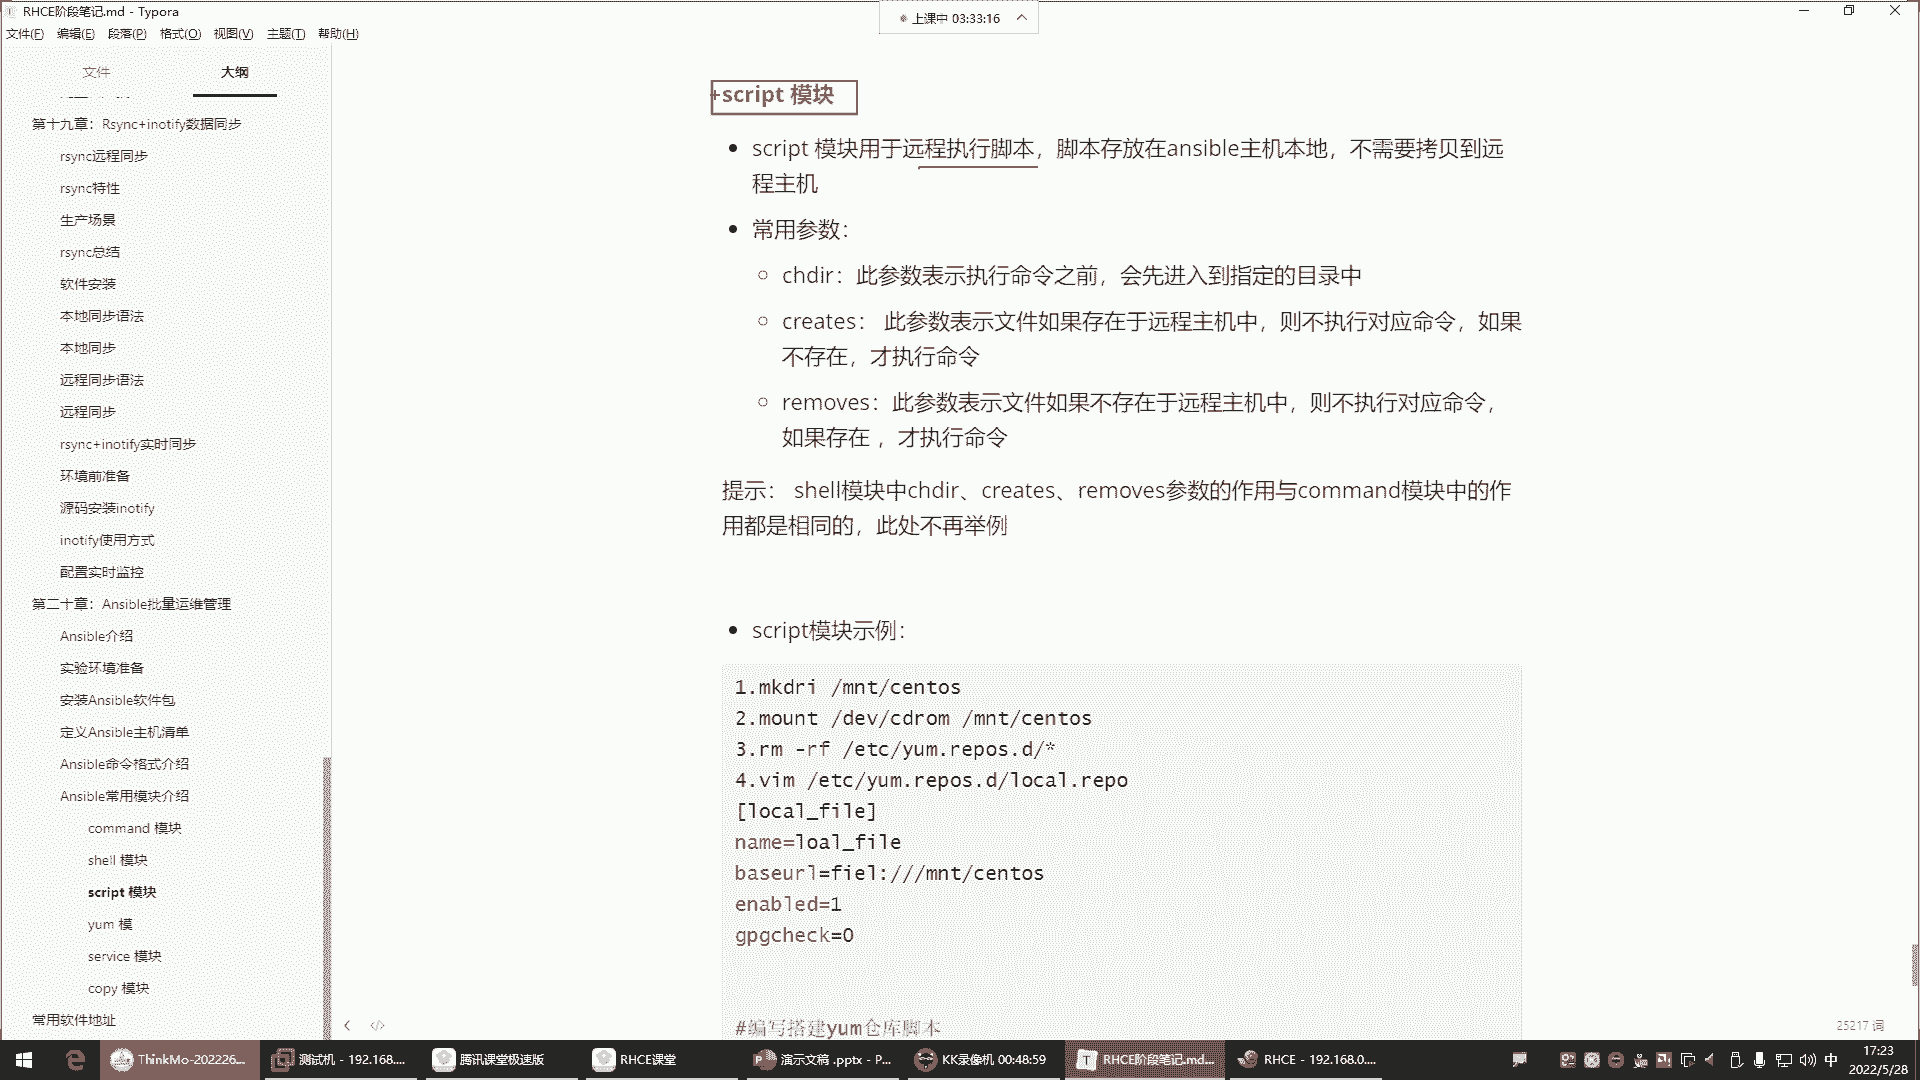 RHCE阶段笔记.md - Typora
上课中 03:33:16
文件(F) 编辑(E) 段落(P) 格式(O) 视图(V) 主题(T) 帮助(H)
文件 大纲
第十九章：Rsync+inotify数据同步
rsync远程同步
rsync特性
生产场景
rsync总结
软件安装
本地同步语法
本地同步
远程同步语法
远程同步
rsync+inotify实时同步
环境前准备
源码安装inotify
inotify使用方式
配置实时监控
第二十章：Ansible批量运维管理
Ansible介绍
实验环境准备
安装Ansible软件包
定义Ansible主机清单
Ansible命令格式介绍
Ansible常用模块介绍
command 模块
shell 模块
script 模块
yum 模
service 模块
copy 模块
常用软件地址
+script 模块
script 模块用于远程执行脚本，脚本存放在ansible主机本地，不需要拷贝到远
程主机
常用参数：
chdir：此参数表示执行命令之前，会先进入到指定的目录中
creates： 此参数表示文件如果存在于远程主机中，则不执行对应命令，如果
不存在，才执行命令
removes：此参数表示文件如果不存在于远程主机中，则不执行对应命令，
如果存在 ，才执行命令
提示： shell模块中chdir、creates、removes参数的作用与command模块中的作
用都是相同的，此处不再举例
script模块示例：
1.mkdri /mnt/centos
2.mount /dev/cdrom /mnt/centos
3.rm -rf /etc/yum.repos.d/*
4.vim /etc/yum.repos.d/local.repo
[local_file]
name=loal_file
baseurl=fiel:///mnt/centos
enabled=1
gpgcheck=0
#编写搭建yum仓库脚本
25217 词
ThinkMo-202226... 测试机 - 192.168.... 腾讯课堂极速版 RHCE课堂 演示文稿 .pptx - P... KK录像机 00:48:59 RHCE阶段笔记.md... RHCE - 192.168.0.... 中 17:23
2022/5/28